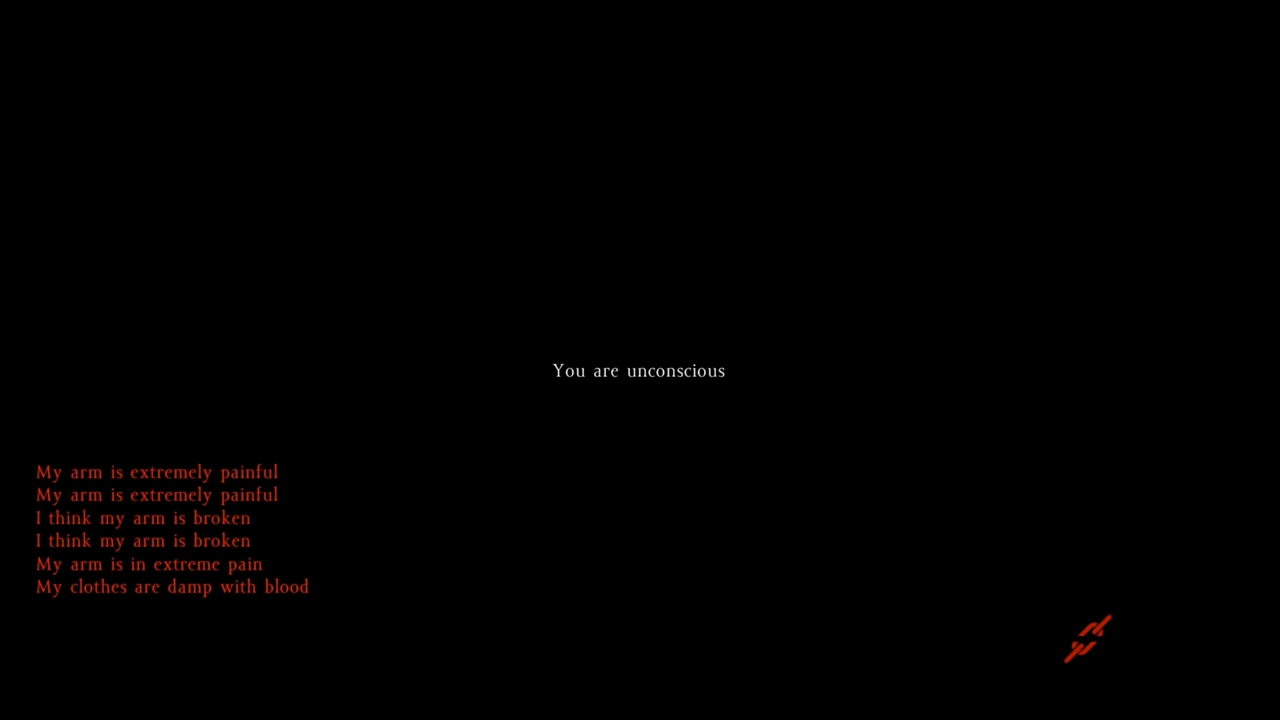 You are unconscious
My arm is extremely painful
My arm is extremely painful
I think my arm is broken
I think my arm is broken
My arm is in extreme pain
My clothes are damp with blood